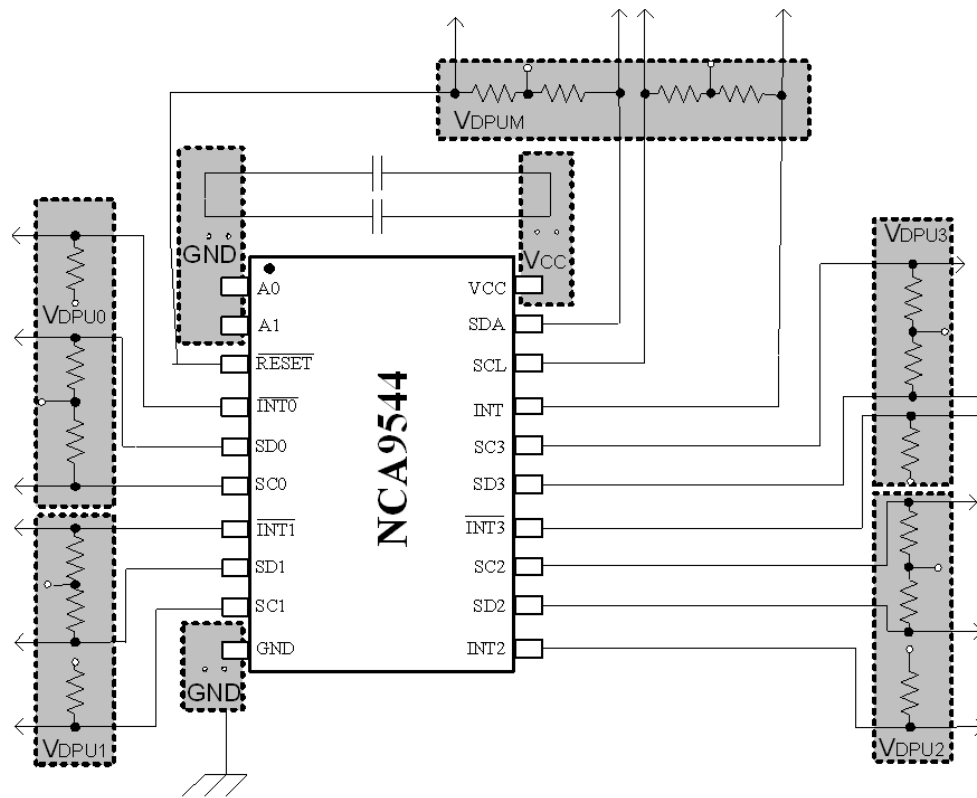 VDPUM
GND
VCC
VDPU0
VDPU3
A0
A1
RESET
INT0
SD0
SC0
INT1
SD1
SC1
GND
NCA9544
VCC
SDA
SCL
INT
SC3
SD3
INT3
SC2
SD2
INT2
GND
VDPU1
VDPU2